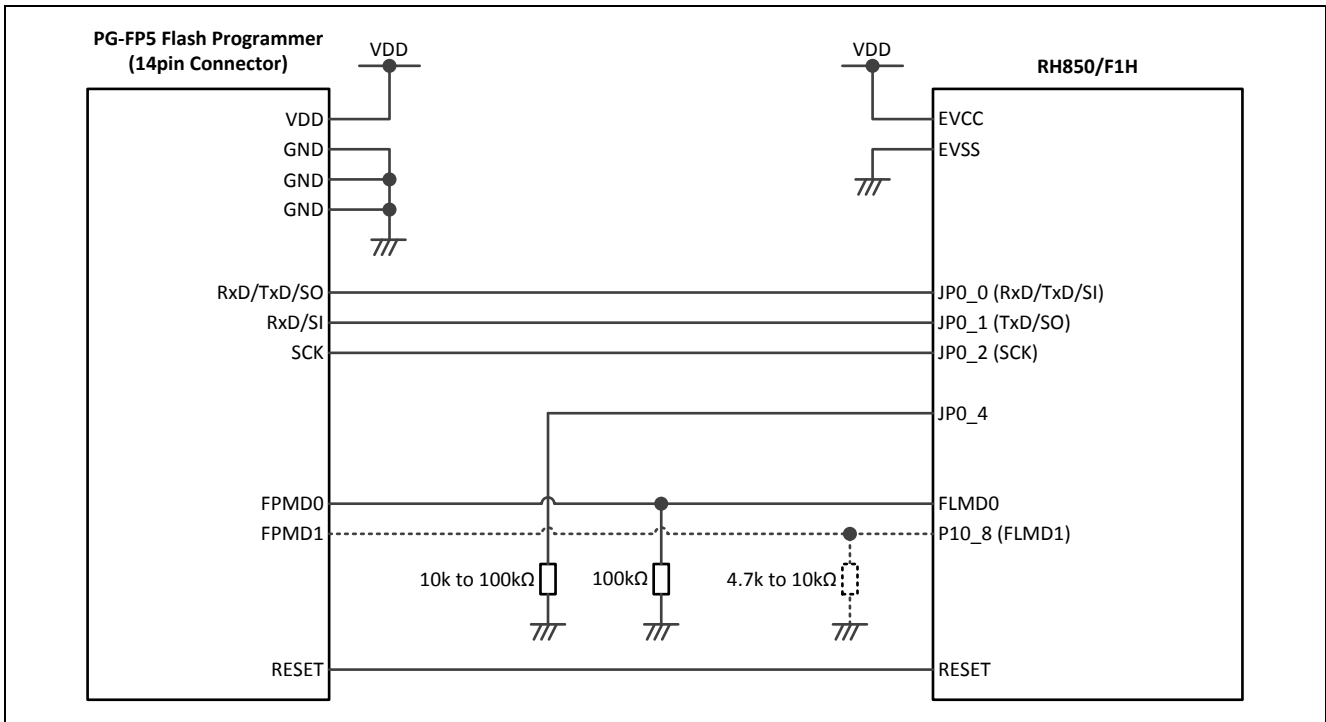 PG-FP5 Flash Programmer
(14pin Connector)
VDD
VDD
RH850/F1H
VDD
GND
GND
GND
EVCC
EVSS
RxD/TxD/SO
RxD/SI
SCK
JP0_0 (RxD/TxD/SI)
JP0_1 (TxD/SO)
JP0_2 (SCK)
JP0_4
FPMD0
FPMD1
FLMD0
P10_8 (FLMD1)
10k to 100kΩ
100kΩ
4.7k to 10kΩ
RESET
RESET